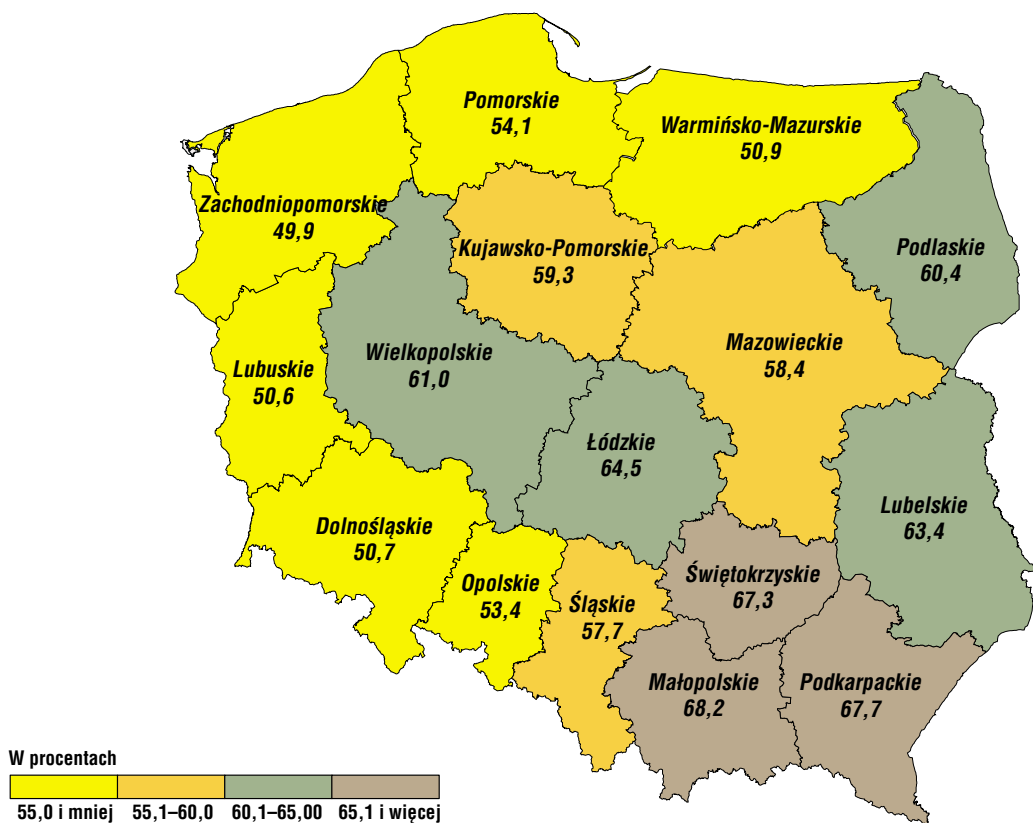 Pomorskie
54,1
Warmińsko-Mazurskie
50,9
Zachodniopomorskie
49,9
Kujawsko-Pomorskie
59,3
Podlaskie
60,4
Mazowieckie
58,4
Wielkopolskie
61,0
Lubuskie
50,6
Łódzkie
64,5
Lubelskie
63,4
Dolnośląskie
50,7
Opolskie
53,4
Śląskie
57,7
Świętokrzyskie
67,3
Małopolskie
68,2
Podkarpackie
67,7
W procentach
55,0 i mniej 55,1–60,0 60,1–65,00 65,1 i więcej